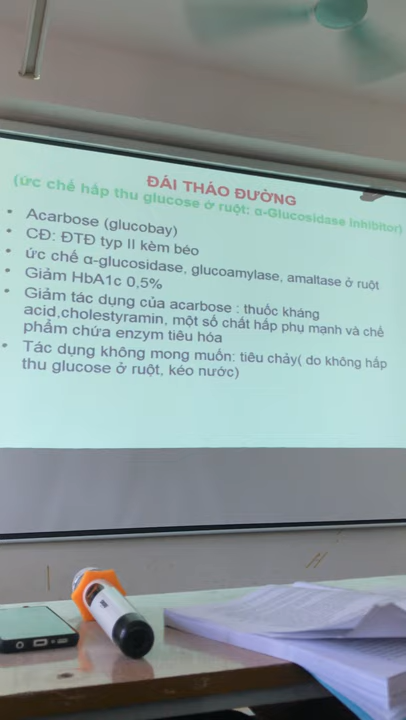 ĐÁI THÁO ĐƯỜNG
(ức chế hấp thu glucose ở ruột: α-Glucosidase Inhibitor)
• Acarbose (glucobay)
• CĐ: ĐTĐ typ II kèm béo
• ức chế α-glucosidase, glucoamylase, amaltase ở ruột
• Giảm HbA1c 0,5%
• Giảm tác dụng của acarbose : thuốc kháng
acid,cholestyramin, một số chất hấp phụ mạnh và chế
phẩm chứa enzym tiêu hóa
• Tác dụng không mong muốn: tiêu chảy( do không hấp
thu glucose ở ruột, kéo nước)